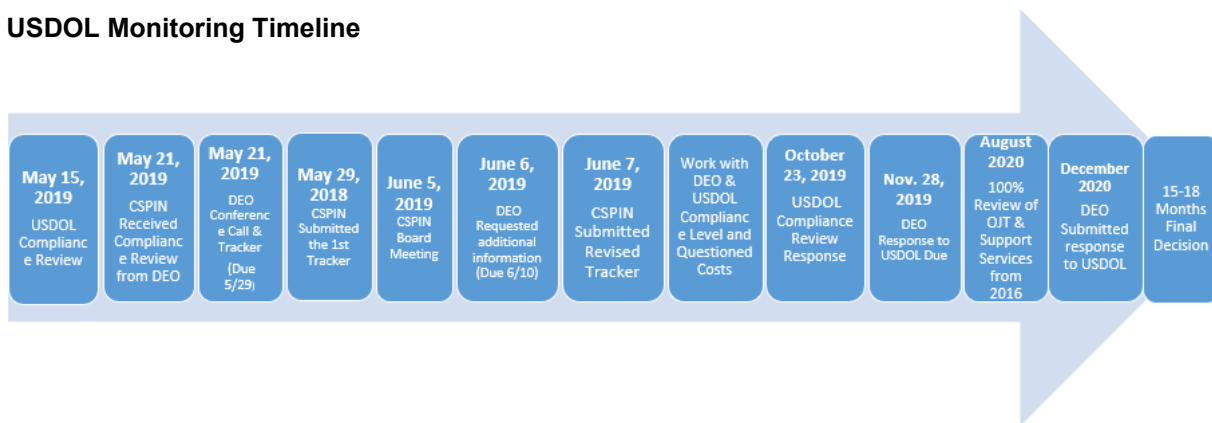 USDOL Monitoring Timeline
May 15,
2019
USDOL
Complianc
e Review
May 21,
2019
CSPIN
Received
Complianc
e Review
from DEO
May 21,
2019
DEO
Conferenc
e Call &
Tracker
(Due
5/29)
May 29,
2018
CSPIN
Submitted
the 1st
Tracker
June 5,
2019
CSPIN
Board
Meeting
June 6,
2019
DEO
Requested
additional
information
(Due 6/10)
June 7,
2019
CSPIN
Submitted
Revised
Tracker
Work with
DEO &
USDOL
Complianc
e Level and
Questioned
Costs
October
23, 2019
USDOL
Compliance
Review
Response
Nov. 28,
2019
DEO
Response to
USDOL Due
August
2020
100%
Review of
OJT &
Support
Services
from
2016
December
2020
DEO
Submitted
response
to USDOL
15-18
Months
Final
Decision